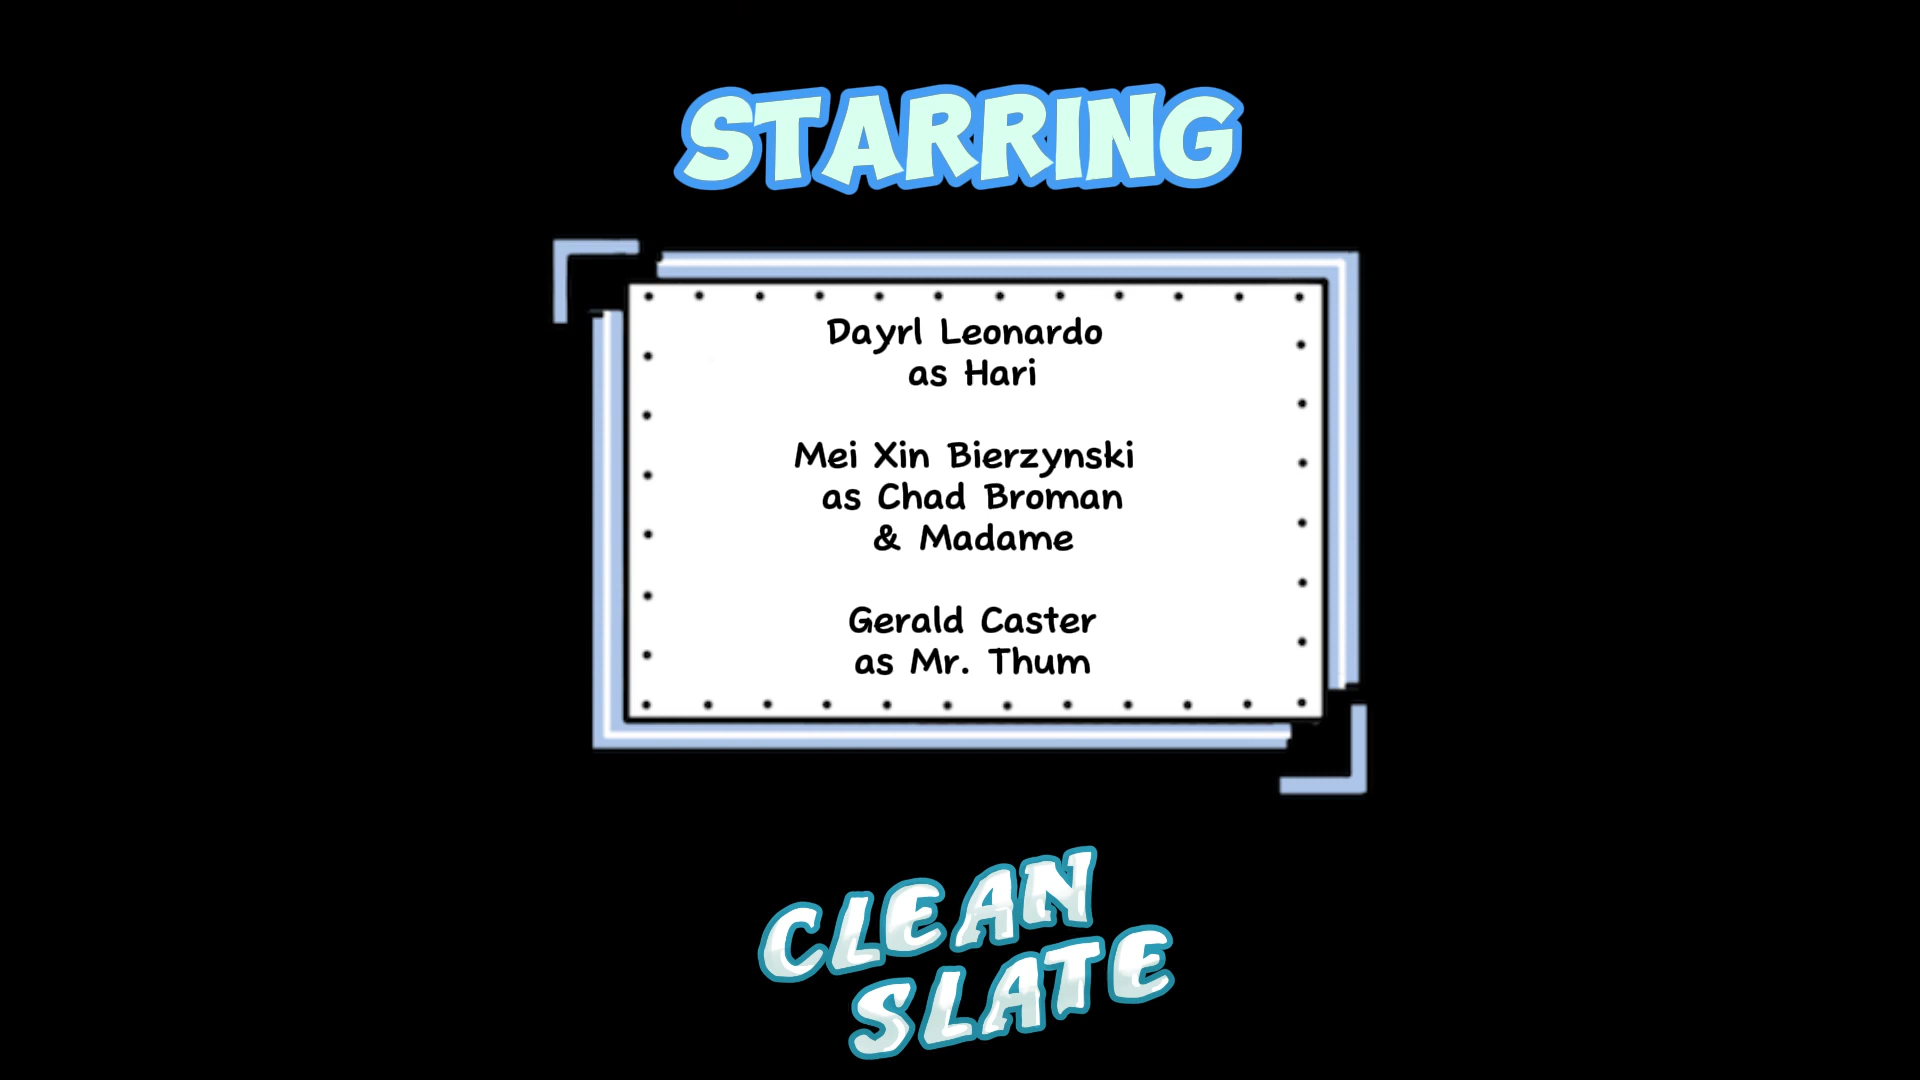 STARRING
Dayrl Leonardo
as Hari
Mei Xin Bierzynski
as Chad Broman
& Madame
Gerald Caster
as Mr. Thum
CLEAN
SLATE